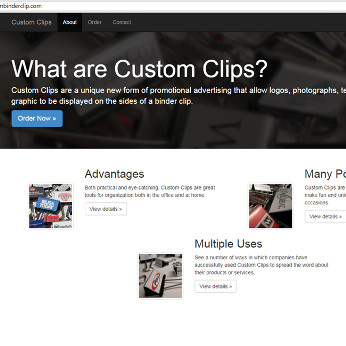 nbinderclip.com
Custom Clips About Order Contact
What are Custom Clips?
Custom Clips are a unique new form of promotional advertising that allow logos, photographs, te
graphic to be displayed on the sides of a binder clip.
Order Now »
Advantages
Both practical and eye-catching, Custom Clips are great
tools for organization both in the office and at home.
View details »
Many Po
Custom Clips are
make fun and uni
occasions.
View details »
Multiple Uses
See a number of ways in which companies have
successfully used Custom Clips to spread the word about
their products or services.
View details »